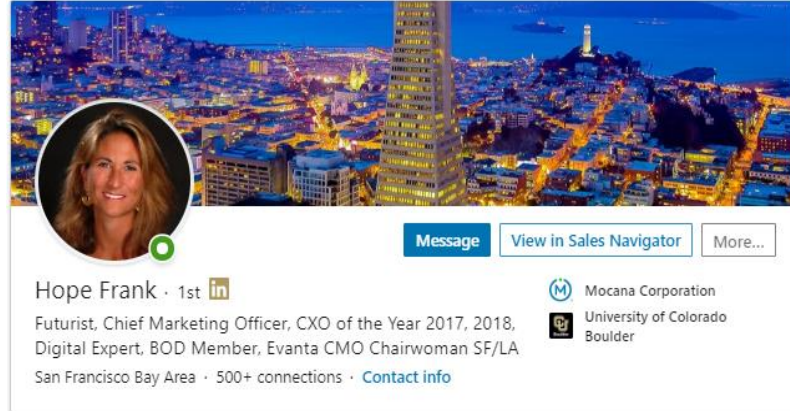 Message
View in Sales Navigator
More...
Hope Frank · 1st in
Futurist, Chief Marketing Officer, CXO of the Year 2017, 2018,
Digital Expert, BOD Member, Evanta CMO Chairwoman SF/LA
San Francisco Bay Area · 500+ connections · Contact info
M Mocana Corporation
CU Boulder
University of Colorado
Boulder